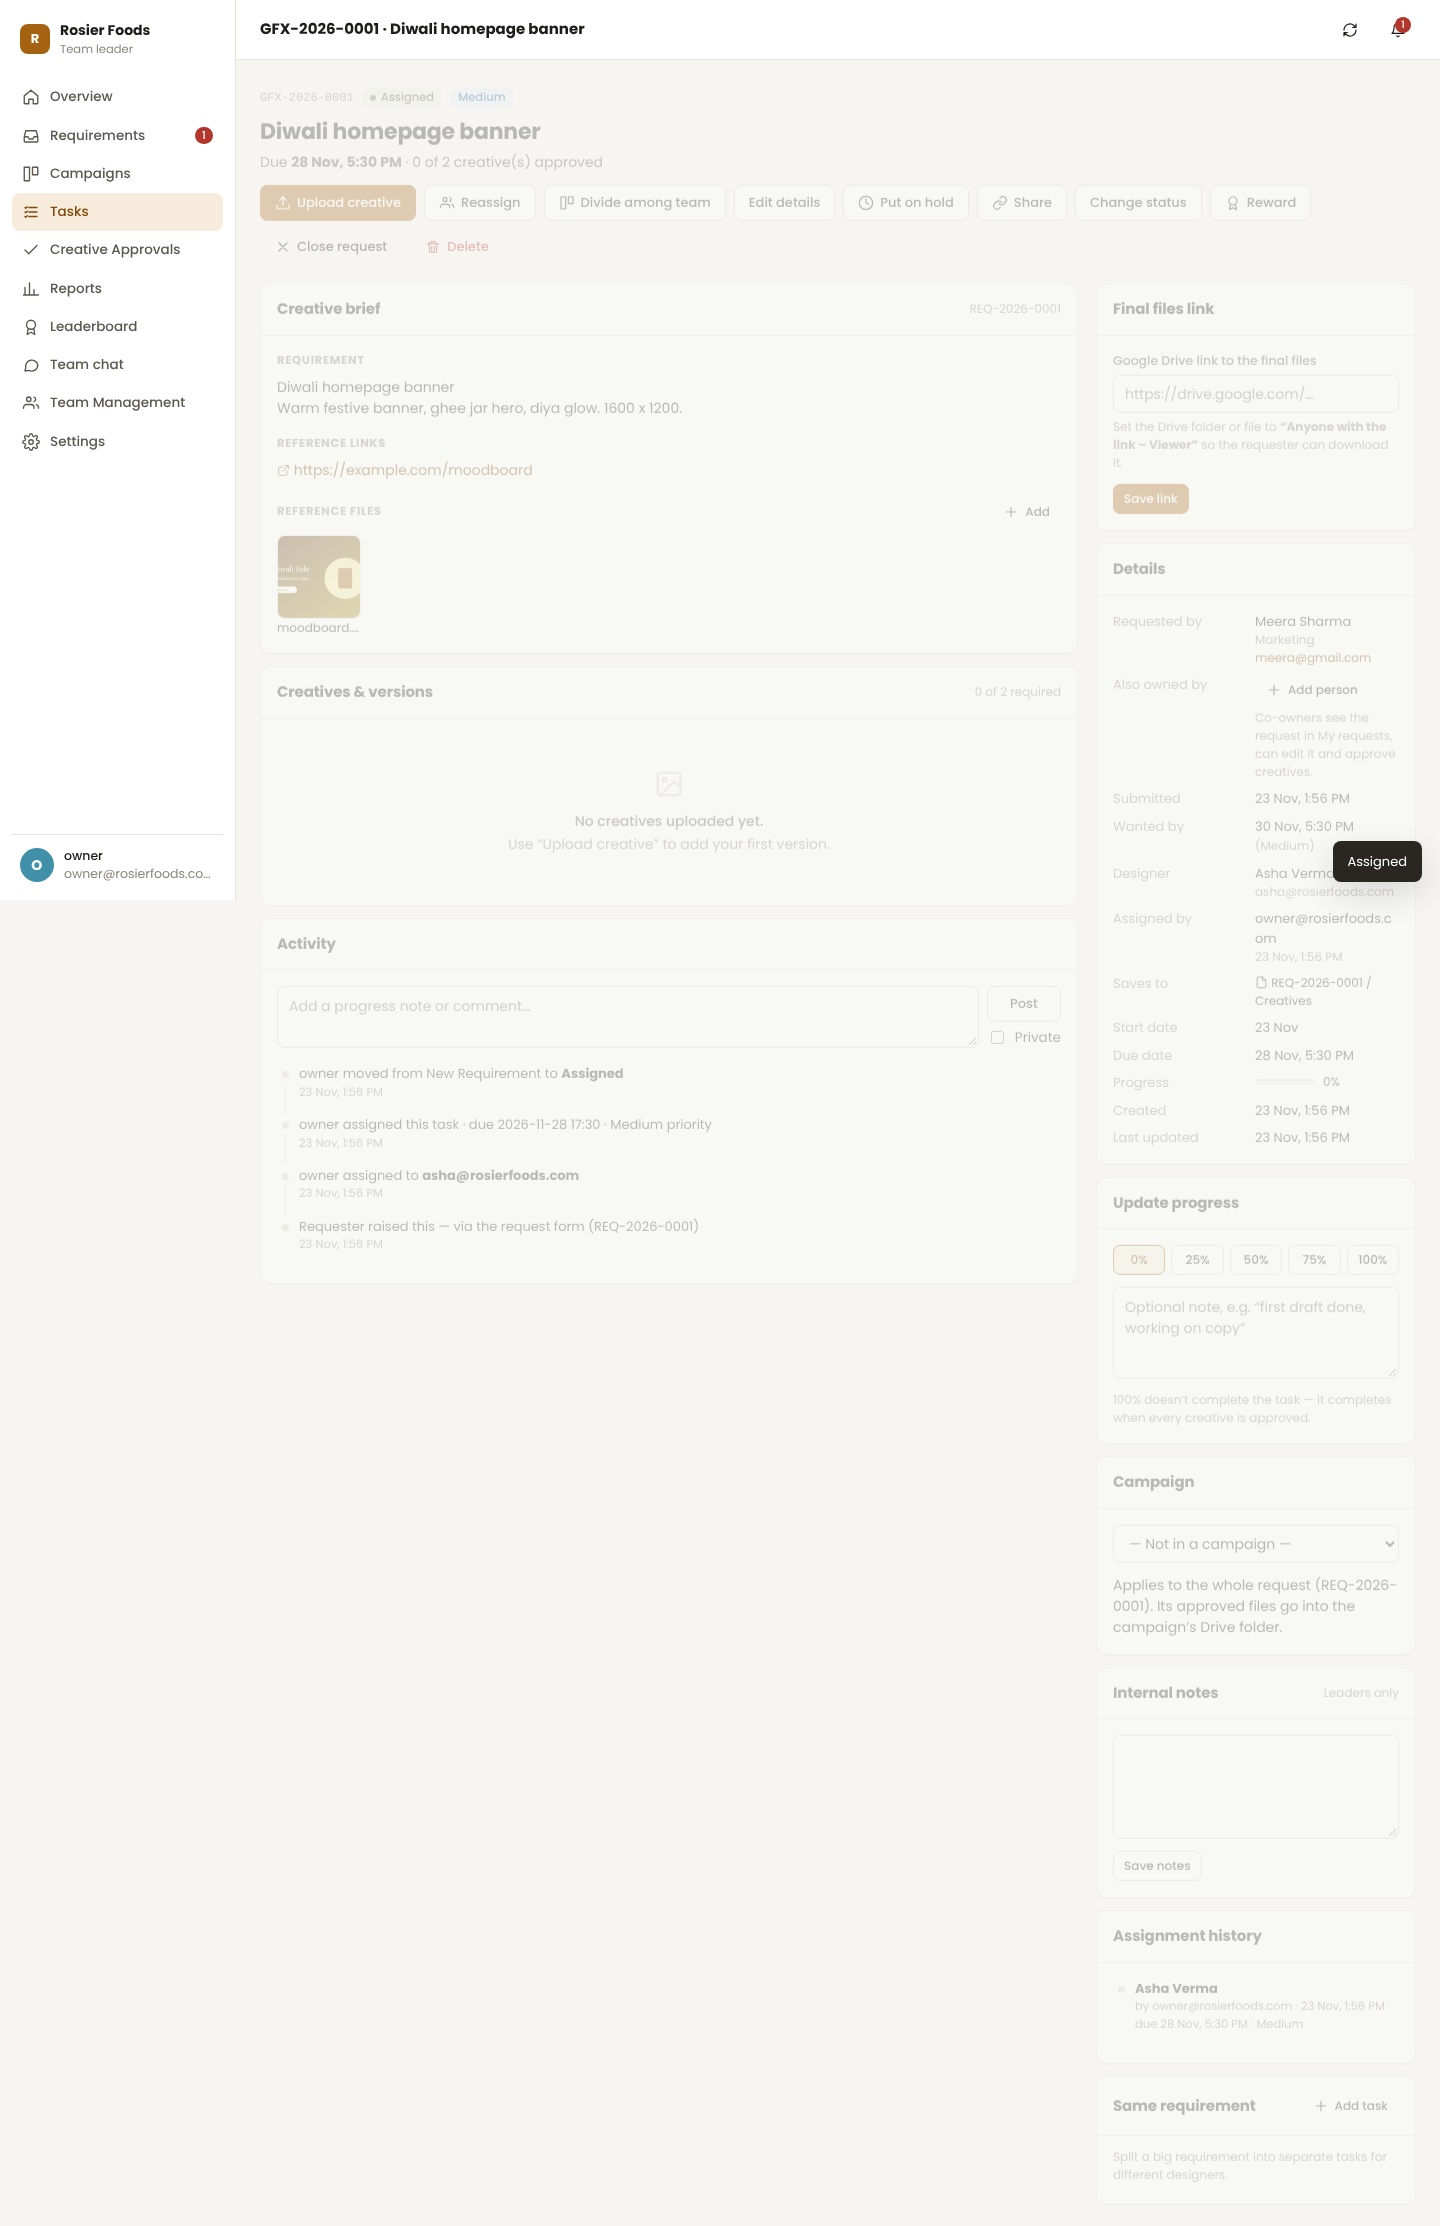 R
Rosier Foods
Team leader
Overview
Requirements
1
Campaigns
Tasks
Creative Approvals
Reports
Leaderboard
Team chat
Team Management
Settings
O
owner
owner@rosierfoods.co...
GFX-2026-0001 · Diwali homepage banner
1
GFX-2026-0001
Assigned
Medium
Diwali homepage banner
Due 28 Nov, 5:30 PM · 0 of 2 creative(s) approved
Upload creative
Reassign
Divide among team
Edit details
Put on hold
Share
Change status
Reward
Close request
Delete
Creative brief
REQ-2026-0001
REQUIREMENT
Diwali homepage banner
Warm festive banner, ghee jar hero, diya glow. 1600 x 1200.
REFERENCE LINKS
https://example.com/moodboard
REFERENCE FILES
Add
moodboard....
Creatives & versions
0 of 2 required
No creatives uploaded yet.
Use “Upload creative” to add your first version.
Activity
Add a progress note or comment...
Post
Private
owner moved from New Requirement to Assigned
23 Nov, 1:56 PM
owner assigned this task · due 2026-11-28 17:30 · Medium priority
23 Nov, 1:56 PM
owner assigned to asha@rosierfoods.com
23 Nov, 1:56 PM
Requester raised this — via the request form (REQ-2026-0001)
23 Nov, 1:56 PM
Final files link
Google Drive link to the final files
https://drive.google.com/...
Set the Drive folder or file to “Anyone with the
link – Viewer” so the requester can download
it.
Save link
Details
Requested by
Meera Sharma
Marketing
meera@gmail.com
Also owned by
Add person
Co-owners see the
request in My requests,
can edit it and approve
creatives.
Submitted
23 Nov, 1:56 PM
Wanted by
30 Nov, 5:30 PM
(Medium)
Assigned
Designer
Asha Verma
asha@rosierfoods.com
Assigned by
owner@rosierfoods.c
om
23 Nov, 1:56 PM
Saves to
REQ-2026-0001 /
Creatives
Start date
23 Nov
Due date
28 Nov, 5:30 PM
Progress
0%
Created
23 Nov, 1:56 PM
Last updated
23 Nov, 1:56 PM
Update progress
0%
25%
50%
75%
100%
Optional note, e.g. “first draft done,
working on copy”
100% doesn’t complete the task — it completes
when every creative is approved.
Campaign
— Not in a campaign —
Applies to the whole request (REQ-2026-
0001). Its approved files go into the
campaign’s Drive folder.
Internal notes
Leaders only
Save notes
Assignment history
Asha Verma
by owner@rosierfoods.com · 23 Nov, 1:56 PM ·
due 28 Nov, 5:30 PM · Medium
Same requirement
Add task
Split a big requirement into separate tasks for
different designers.